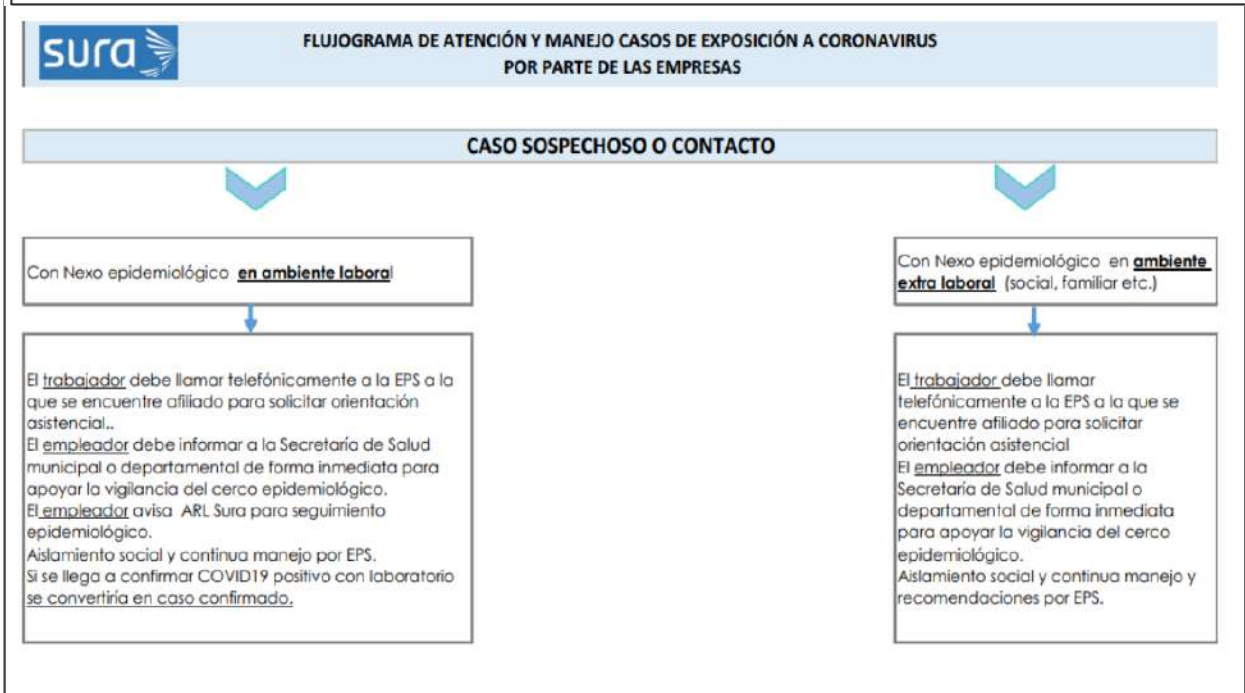 sura
FLUJOGRAMA DE ATENCIÓN Y MANEJO CASOS DE EXPOSICIÓN A CORONAVIRUS
POR PARTE DE LAS EMPRESAS
CASO SOSPECHOSO O CONTACTO
Con Nexo epidemiológico en ambiente laboral
El trabajador debe llamar telefónicamente a la EPS a la
que se encuentre afiliado para solicitar orientación
asistencial..
El empleador debe informar a la Secretaría de Salud
municipal o departamental de forma inmediata para
apoyar la vigilancia del cerco epidemiológico.
El empleador avisa ARL Sura para seguimiento
epidemiológico.
Aislamiento social y continua manejo por EPS.
Si se llega a confirmar COVID19 positivo con laboratorio
se convertiría en caso confirmado.
Con Nexo epidemiológico en ambiente
extra laboral (social, familiar etc.)
El trabajador debe llamar
telefónicamente a la EPS a la que se
encuentre afiliado para solicitar
orientación asistencial
El empleador debe informar a la
Secretaría de Salud municipal o
departamental de forma inmediata
para apoyar la vigilancia del cerco
epidemiológico.
Aislamiento social y continua manejo y
recomendaciones por EPS.